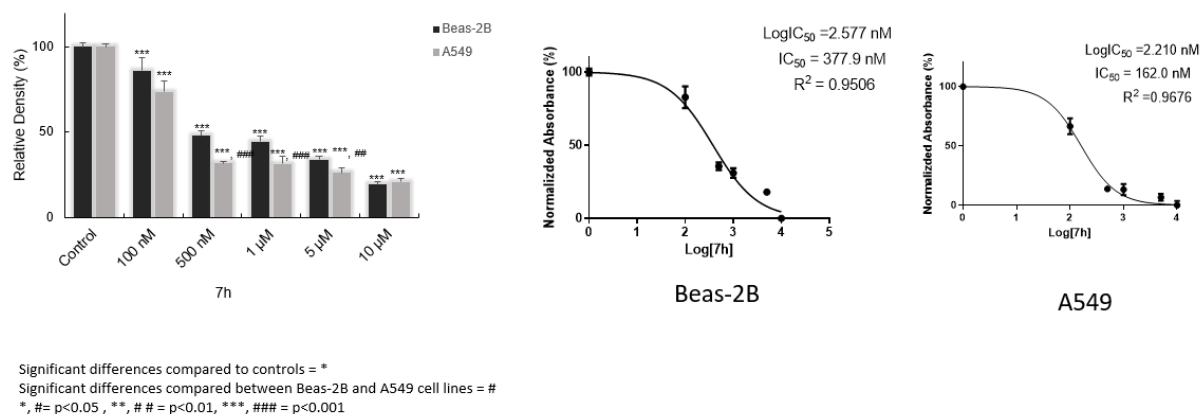 Beas-2B
A549
Relative Density (%)
100
50
0
***
***
***
***, ###
***
***, ###
***
***, ##
***
***
Control
100 nM
500 nM
1 µM
5 µM
10 µM
7h
LogIC50 =2.577 nM
IC50 = 377.9 nM
R2 = 0.9506
Normalizded Absorbance (%)
100
50
0
0 1 2 3 4 5
Log[7h]
Beas-2B
LogIC50 =2.210 nM
IC50 = 162.0 nM
R2 = 0.9676
Normalizded Absorbance (%)
100
50
0
0 1 2 3 4
Log[7h]
A549
Significant differences compared to controls = *
Significant differences compared between Beas-2B and A549 cell lines = #
*, #= p<0.05 , **, # # = p<0.01, ***, ### = p<0.001